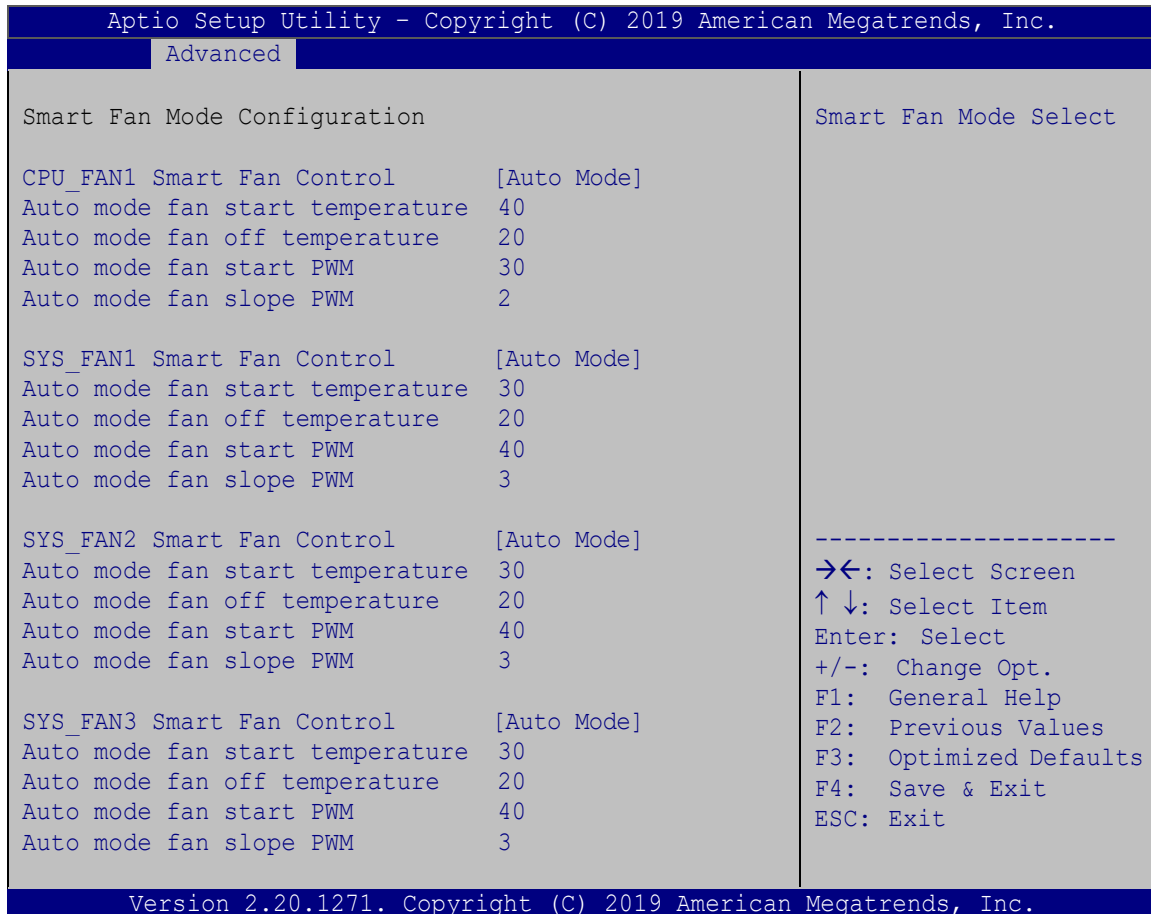 Aptio Setup Utility – Copyright (C) 2019 American Megatrends, Inc.
Advanced
Smart Fan Mode Configuration
CPU_FAN1 Smart Fan Control [Auto Mode]
Auto mode fan start temperature 40
Auto mode fan off temperature 20
Auto mode fan start PWM 30
Auto mode fan slope PWM 2
SYS_FAN1 Smart Fan Control [Auto Mode]
Auto mode fan start temperature 30
Auto mode fan off temperature 20
Auto mode fan start PWM 40
Auto mode fan slope PWM 3
SYS_FAN2 Smart Fan Control [Auto Mode]
Auto mode fan start temperature 30
Auto mode fan off temperature 20
Auto mode fan start PWM 40
Auto mode fan slope PWM 3
SYS_FAN3 Smart Fan Control [Auto Mode]
Auto mode fan start temperature 30
Auto mode fan off temperature 20
Auto mode fan start PWM 40
Auto mode fan slope PWM 3
Smart Fan Mode Select
---------------------
→←: Select Screen
↑ ↓: Select Item
Enter: Select
+/-: Change Opt.
F1: General Help
F2: Previous Values
F3: Optimized Defaults
F4: Save & Exit
ESC: Exit
Version 2.20.1271. Copyright (C) 2019 American Megatrends, Inc.